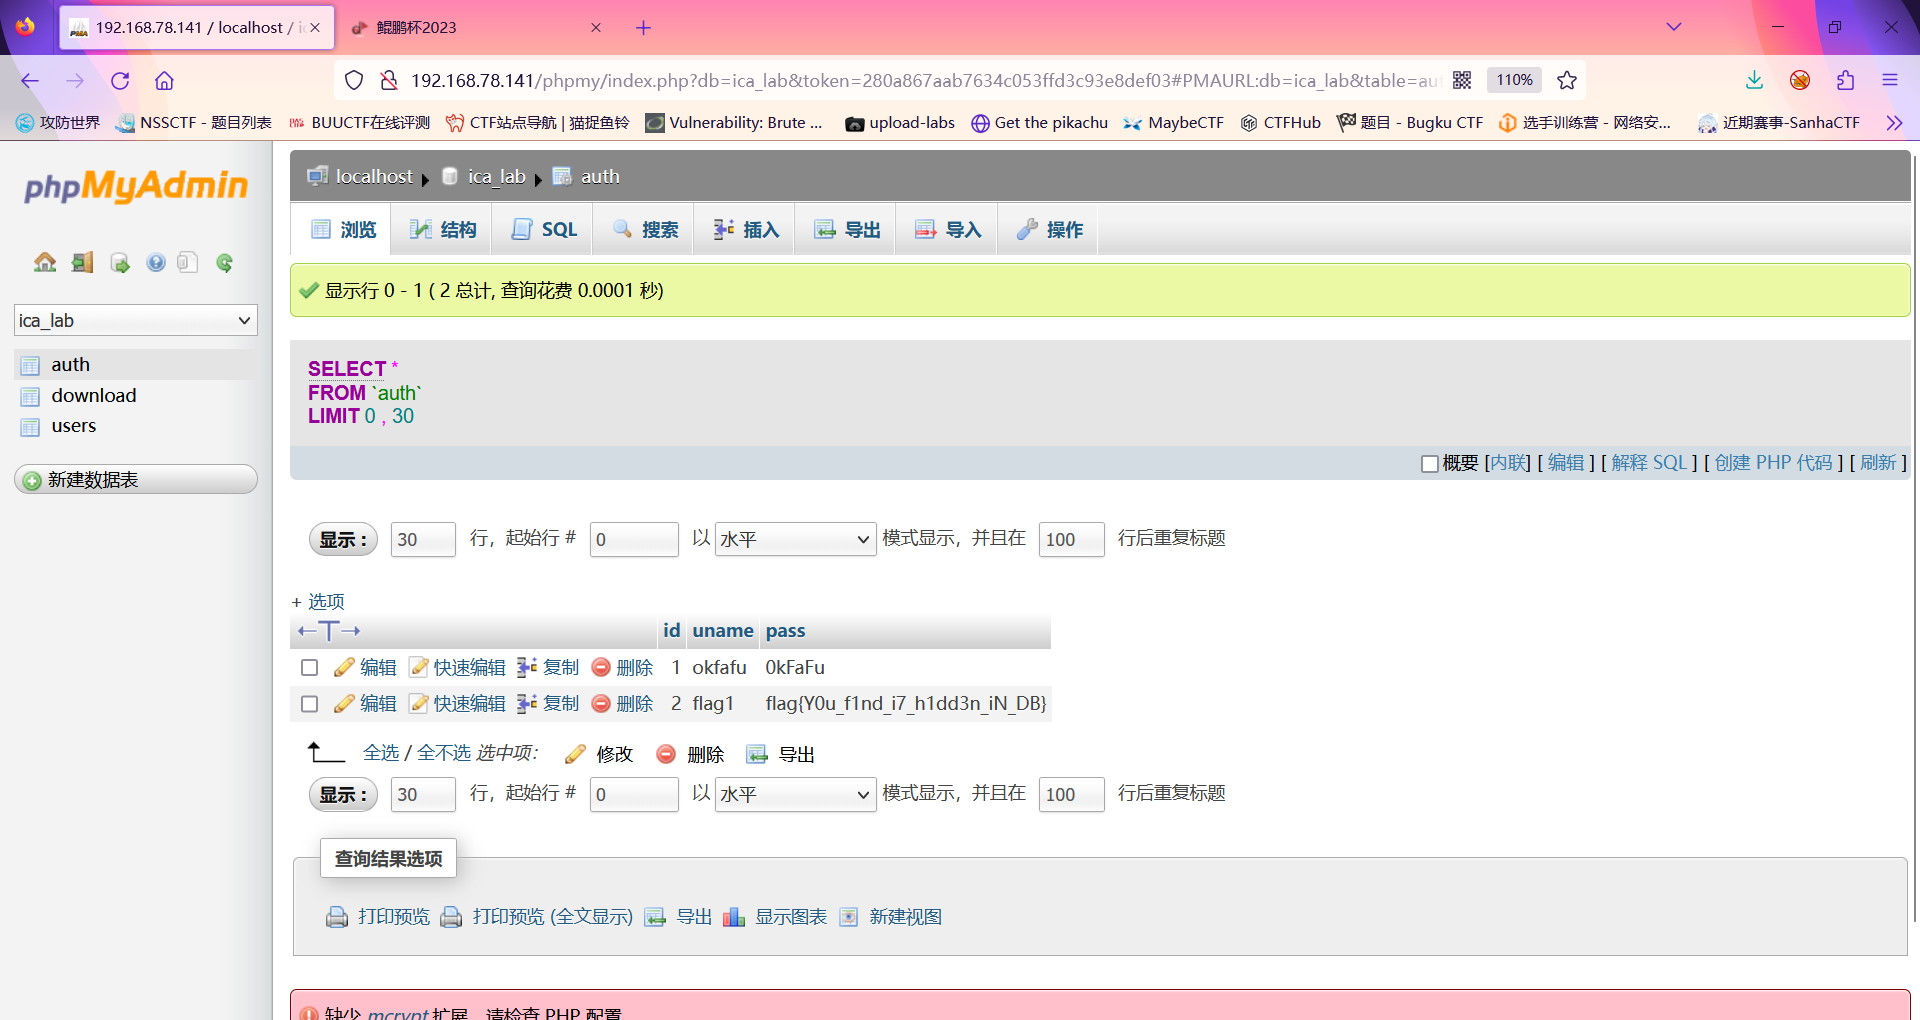 192.168.78.141 / localhost / ic
鲲鹏杯2023
192.168.78.141/phpmy/index.php?db=ica_lab&token=280a867aab7634c053ffd3c93e8def03#PMAURL:db=ica_lab&table=aut
110%
攻防世界 NSSCTF - 题目列表 BUUCTF在线评测 CTF站点导航 | 猫捉鱼铃 Vulnerability: Brute ... upload-labs Get the pikachu MaybeCTF CTFHub 题目 - Bugku CTF 选手训练营 - 网络安... 近期赛事-SanhaCTF
phpMyAdmin
ica_lab
auth
download
users
新建数据表
localhost ica_lab auth
浏览 结构 SQL 搜索 插入 导出 导入 操作
显示行 0 - 1 ( 2 总计, 查询花费 0.0001 秒)
SELECT *
FROM `auth`
LIMIT 0 , 30
概要 [内联] [ 编辑 ] [ 解释 SQL ] [ 创建 PHP 代码 ] [ 刷新 ]
显示 : 30 行，起始行 # 0 以 水平 模式显示，并且在 100 行后重复标题
+ 选项
←T→ id uname pass
编辑 快速编辑 复制 删除 1 okfafu 0kFaFu
编辑 快速编辑 复制 删除 2 flag1 flag{Y0u_f1nd_i7_h1dd3n_iN_DB}
全选 / 全不选 选中项: 修改 删除 导出
显示 : 30 行，起始行 # 0 以 水平 模式显示，并且在 100 行后重复标题
查询结果选项
打印预览 打印预览 (全文显示) 导出 显示图表 新建视图
缺少 mcrypt 扩展。请检查 PHP 配置